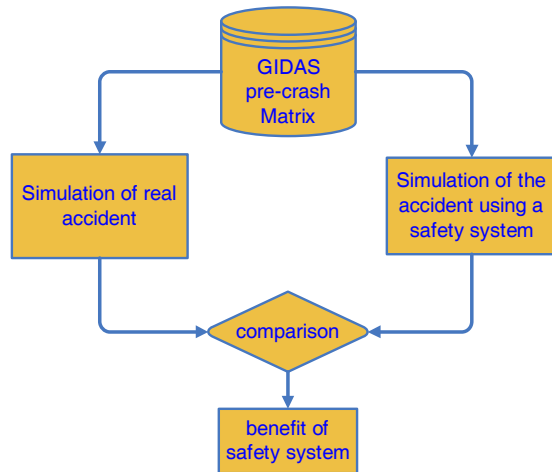 GIDAS
pre-crash
Matrix
Simulation of real
accident
Simulation of the
accident using a
safety system
comparison
benefit of
safety system